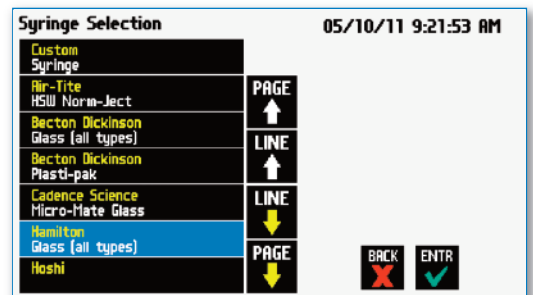 Syringe Selection
05/10/11 9:21:53 AM
Custom
Syringe
Air-Tite
HSW Norm-Ject
Becton Dickinson
Glass (all types)
Becton Dickinson
Plasti-pak
Cadence Science
Micro-Mate Glass
Hamilton
Glass (all types)
Hoshi
PAGE
LINE
LINE
PAGE
BACK
ENTR